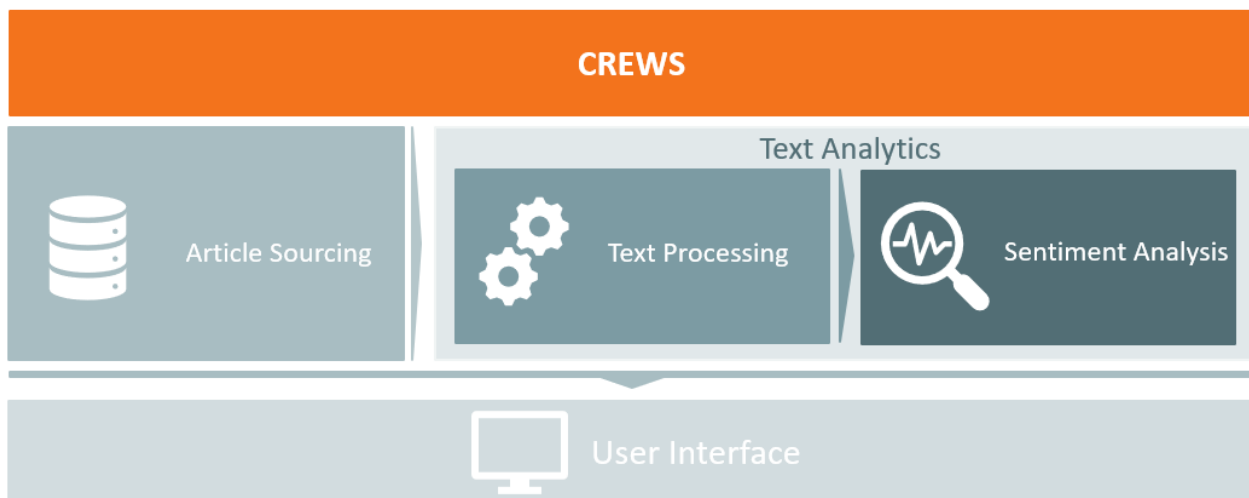 CREWS
Article Sourcing
Text Analytics
Text Processing
Sentiment Analysis
User Interface